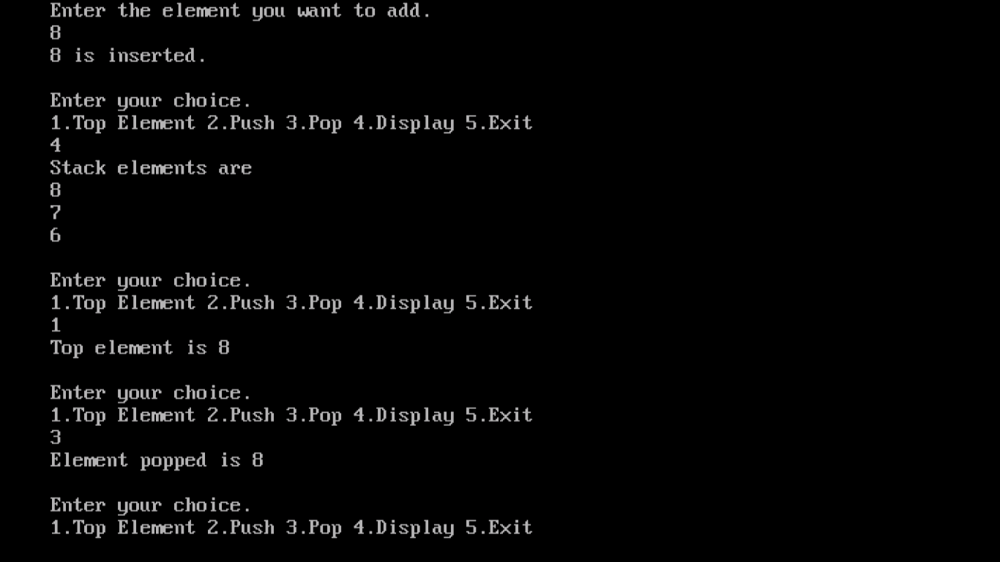 Enter the element you want to add.
8
8 is inserted.
Enter your choice.
1.Top Element 2.Push 3.Pop 4.Display 5.Exit
4
Stack elements are
8
7
6
Enter your choice.
1.Top Element 2.Push 3.Pop 4.Display 5.Exit
1
Top element is 8
Enter your choice.
1.Top Element 2.Push 3.Pop 4.Display 5.Exit
3
Element popped is 8
Enter your choice.
1.Top Element 2.Push 3.Pop 4.Display 5.Exit